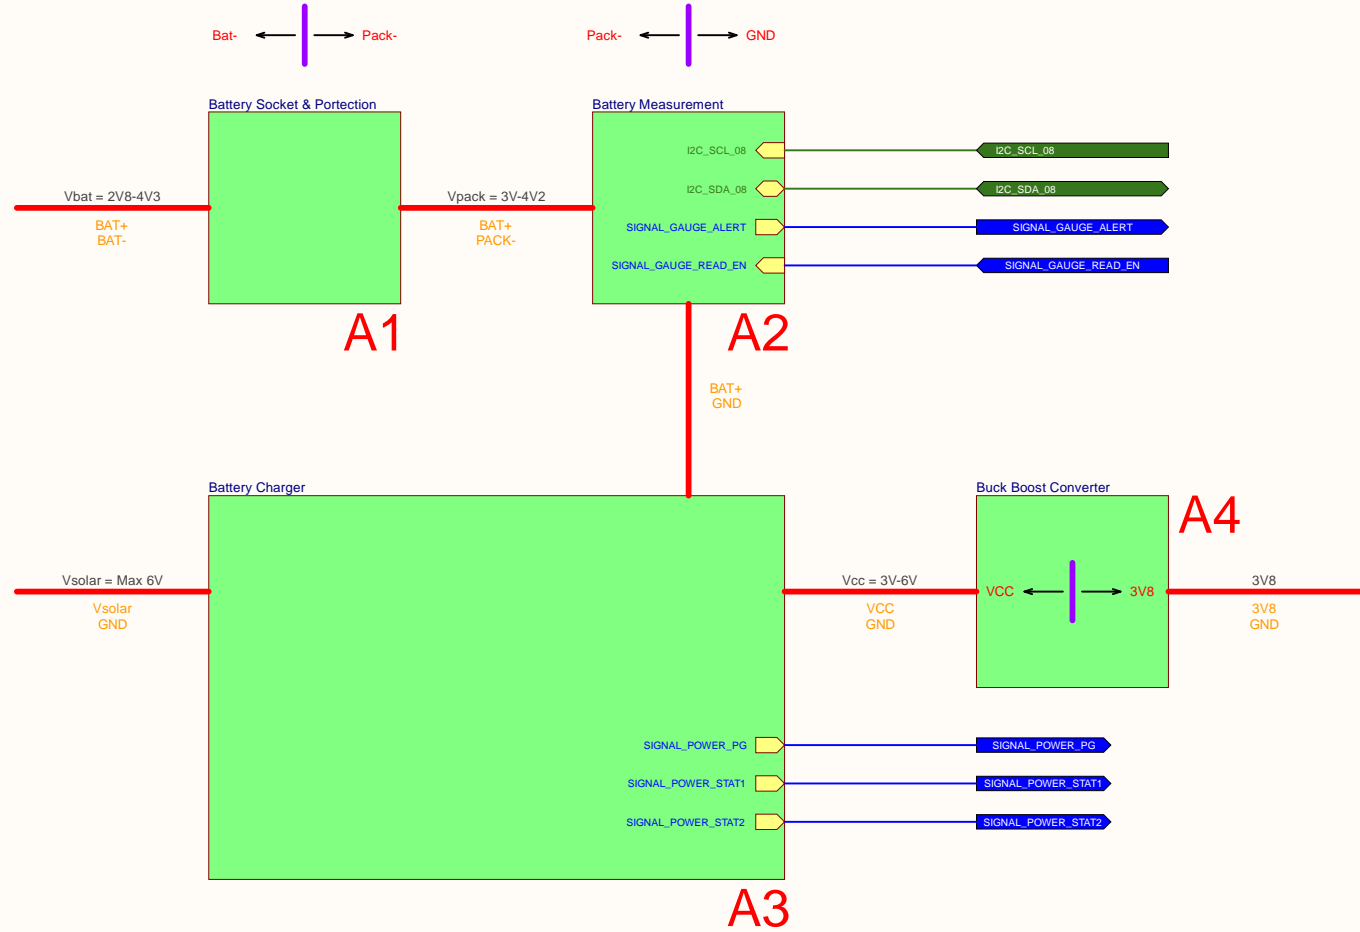 Bat-
Pack-
Pack-
GND
Battery Socket & Portection
Battery Measurement
I2C_SCL_08
I2C_SCL_08
I2C_SDA_08
I2C_SDA_08
Vbat = 2V8-4V3
Vpack = 3V-4V2
BAT+
BAT-
BAT+
PACK-
SIGNAL_GAUGE_ALERT
SIGNAL_GAUGE_ALERT
SIGNAL_GAUGE_READ_EN
SIGNAL_GAUGE_READ_EN
A1
A2
BAT+
GND
Battery Charger
Buck Boost Converter
A4
Vsolar = Max 6V
Vcc = 3V-6V
VCC
3V8
3V8
Vsolar
GND
VCC
GND
3V8
GND
SIGNAL_POWER_PG
SIGNAL_POWER_PG
SIGNAL_POWER_STAT1
SIGNAL_POWER_STAT1
SIGNAL_POWER_STAT2
SIGNAL_POWER_STAT2
A3